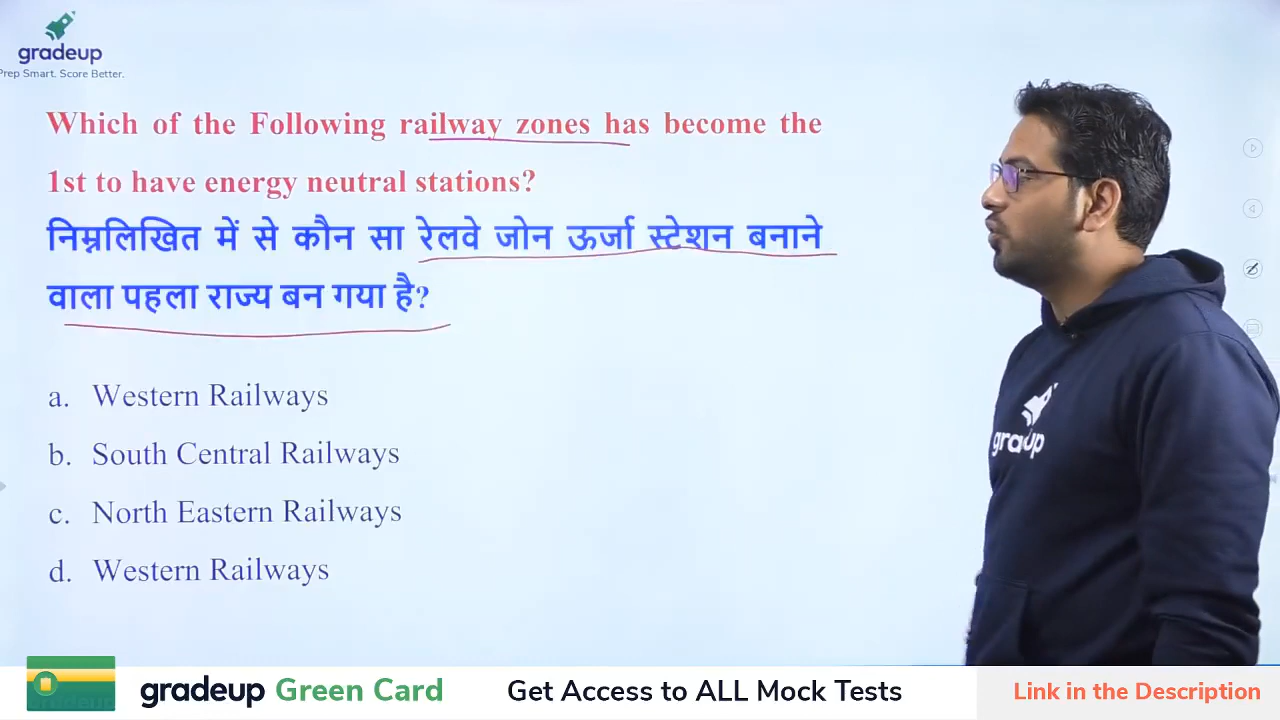 gradeup
Prep Smart. Score Better.
Which of the Following railway zones has become the
1st to have energy neutral stations?
निम्नलिखित में से कौन सा रेलवे जोन ऊर्जा स्टेशन बनाने
वाला पहला राज्य बन गया है?
a. Western Railways
b. South Central Railways
c. North Eastern Railways
d. Western Railways
gradeup
gradeup Green Card
Get Access to ALL Mock Tests
Link in the Description